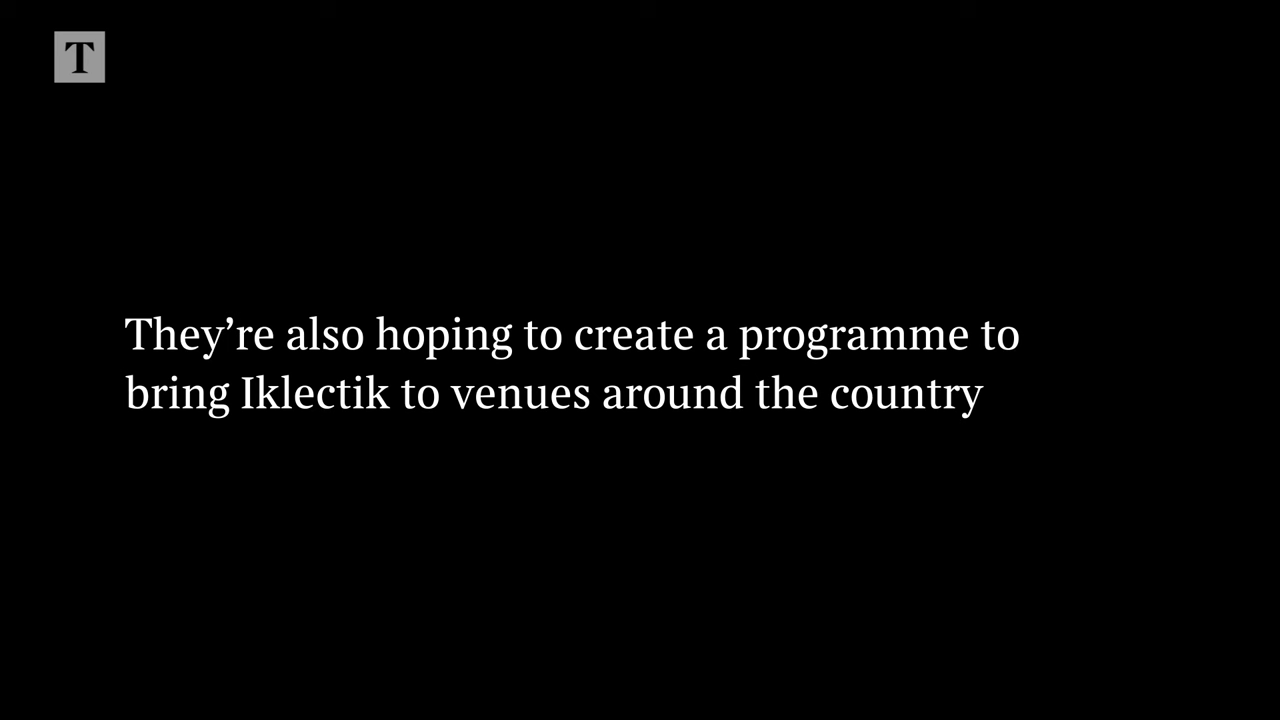 T
They’re also hoping to create a programme to
bring Iklectik to venues around the country